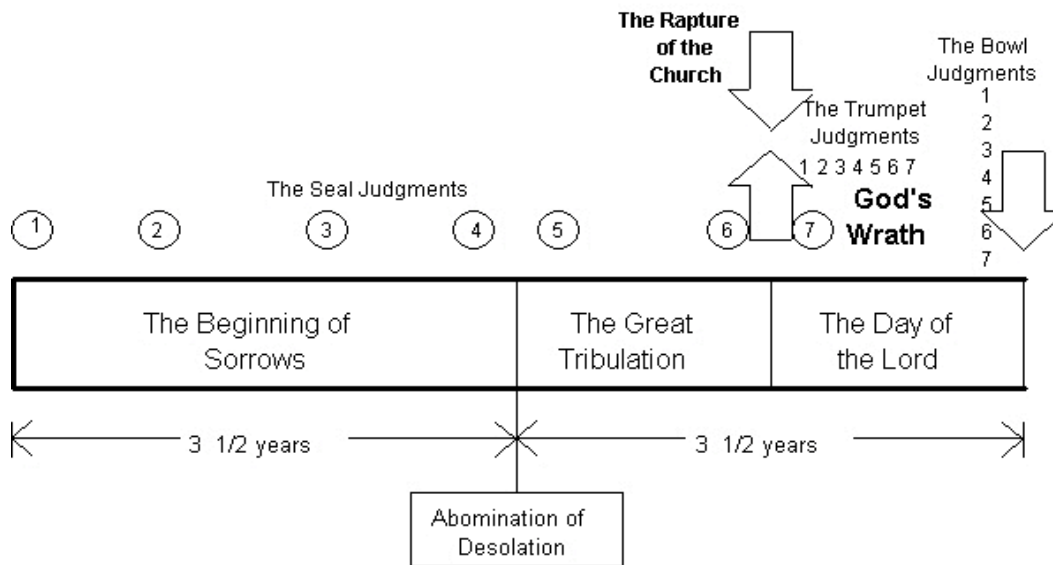 The Rapture
of the
Church
The Bowl
Judgments
1
2
3
4
5
6
7
The Trumpet
Judgments
1 2 3 4 5 6 7
God's
Wrath
The Seal Judgments
1
2
3
4
5
6
7
The Beginning of
Sorrows
The Great
Tribulation
The Day of
the Lord
3 1/2 years
3 1/2 years
Abomination of
Desolation